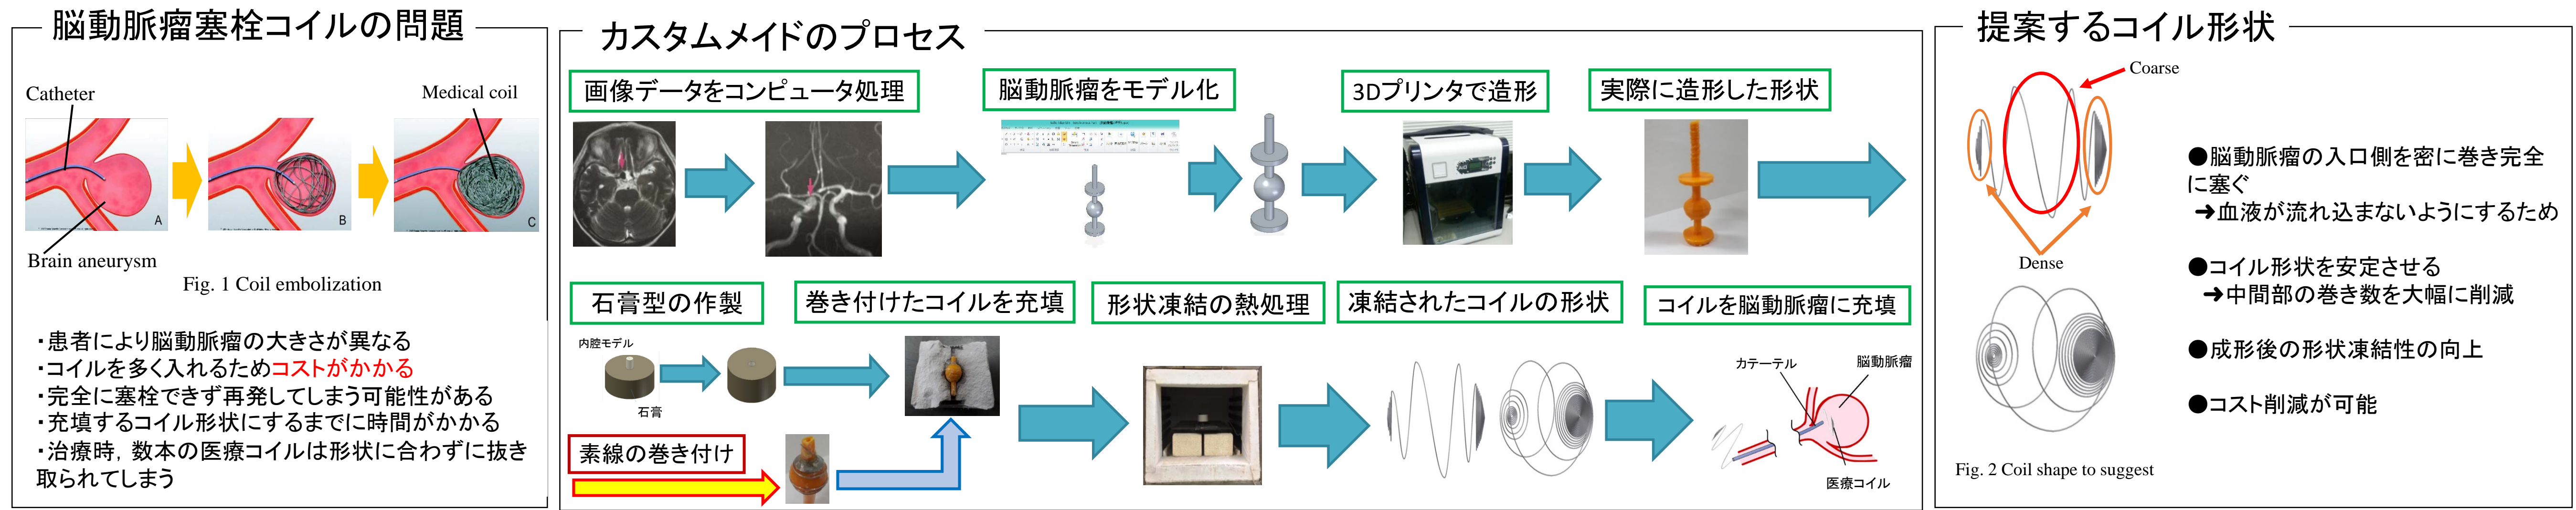 脳動脈瘤塞栓コイルの問題
Catheter
Medical coil
A
B
C
Brain aneurysm
Fig. 1 Coil embolization
・患者により脳動脈瘤の大きさが異なる
・コイルを多く入れるためコストがかかる
・完全に塞栓できず再発してしまう可能性がある
・充填するコイル形状にするまでに時間がかかる
・治療時，数本の医療コイルは形状に合わずに抜き
取られてしまう
カスタムメイドのプロセス
画像データをコンピュータ処理
脳動脈瘤をモデル化
3Dプリンタで造形
実際に造形した形状
石膏型の作製
巻き付けたコイルを充填
形状凍結の熱処理
凍結されたコイルの形状
コイルを脳動脈瘤に充填
内腔モデル
石膏
素線の巻き付け
カテーテル
脳動脈瘤
医療コイル
提案するコイル形状
Coarse
Dense
Fig. 2 Coil shape to suggest
●脳動脈瘤の入口側を密に巻き完全
に塞ぐ
➜血液が流れ込まないようにするため
●コイル形状を安定させる
➜中間部の巻き数を大幅に削減
●成形後の形状凍結性の向上
●コスト削減が可能